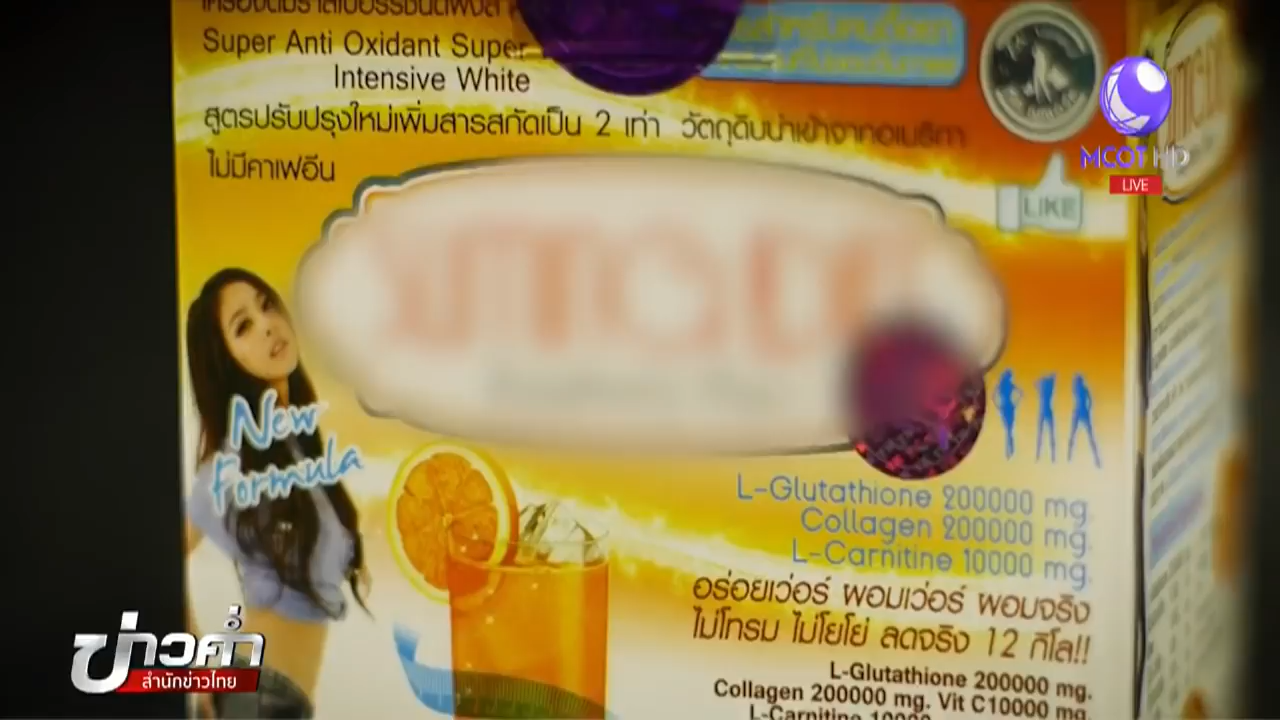 Super Anti Oxidant Super
Intensive White
สูตรปรับปรุงใหม่เพิ่มสารสกัดเป็น 2 เท่า วัตถุดิบนำเข้าจากอเมริกา
ไม่มีคาเฟอีน
MCOT HD
LIVE
LIKE
New
Formula
L-Glutathione 200000 mg.
Collagen 200000 mg.
L-Carnitine 10000 mg.
อร่อยเว่อร์ ผอมเว่อร์ ผอมจริง
ไม่โทรม ไม่โยโย่ ลดจริง 12 กิโล!!
L-Glutathione 200000 mg.
Collagen 200000 mg. Vit C10000 mg.
L-Carnitine
ข่าวค่ำ
สำนักข่าวไทย